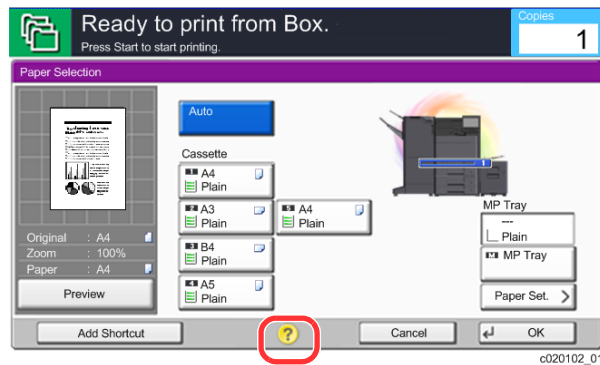 Ready to print from Box.
Press Start to start printing.
Copies
1
Paper Selection
Auto
Cassette
1 A4
Plain
2 A3
Plain
5 A4
Plain
3 B4
Plain
4 A5
Plain
1
MP Tray
---
Plain
M MP Tray
Paper Set.
Original : A4
Zoom : 100%
Paper : A4
Preview
Add Shortcut
?
Cancel
OK
c020102_01